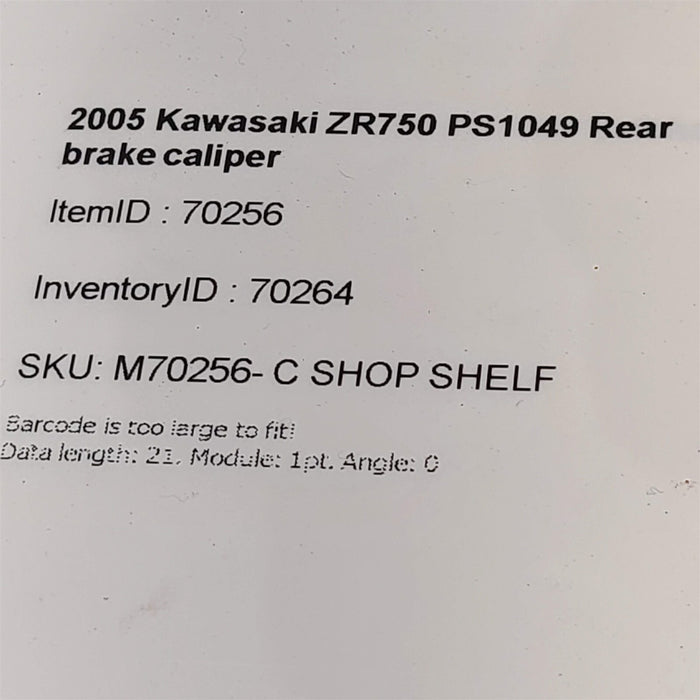 2005 Kawasaki ZR750 PS1049 Rear
brake caliper
ItemID : 70256
InventoryID : 70264
SKU: M70256- C SHOP SHELF
Barcode is too large to fit!
Data length: 21. Module: 1pt. Angle: 0